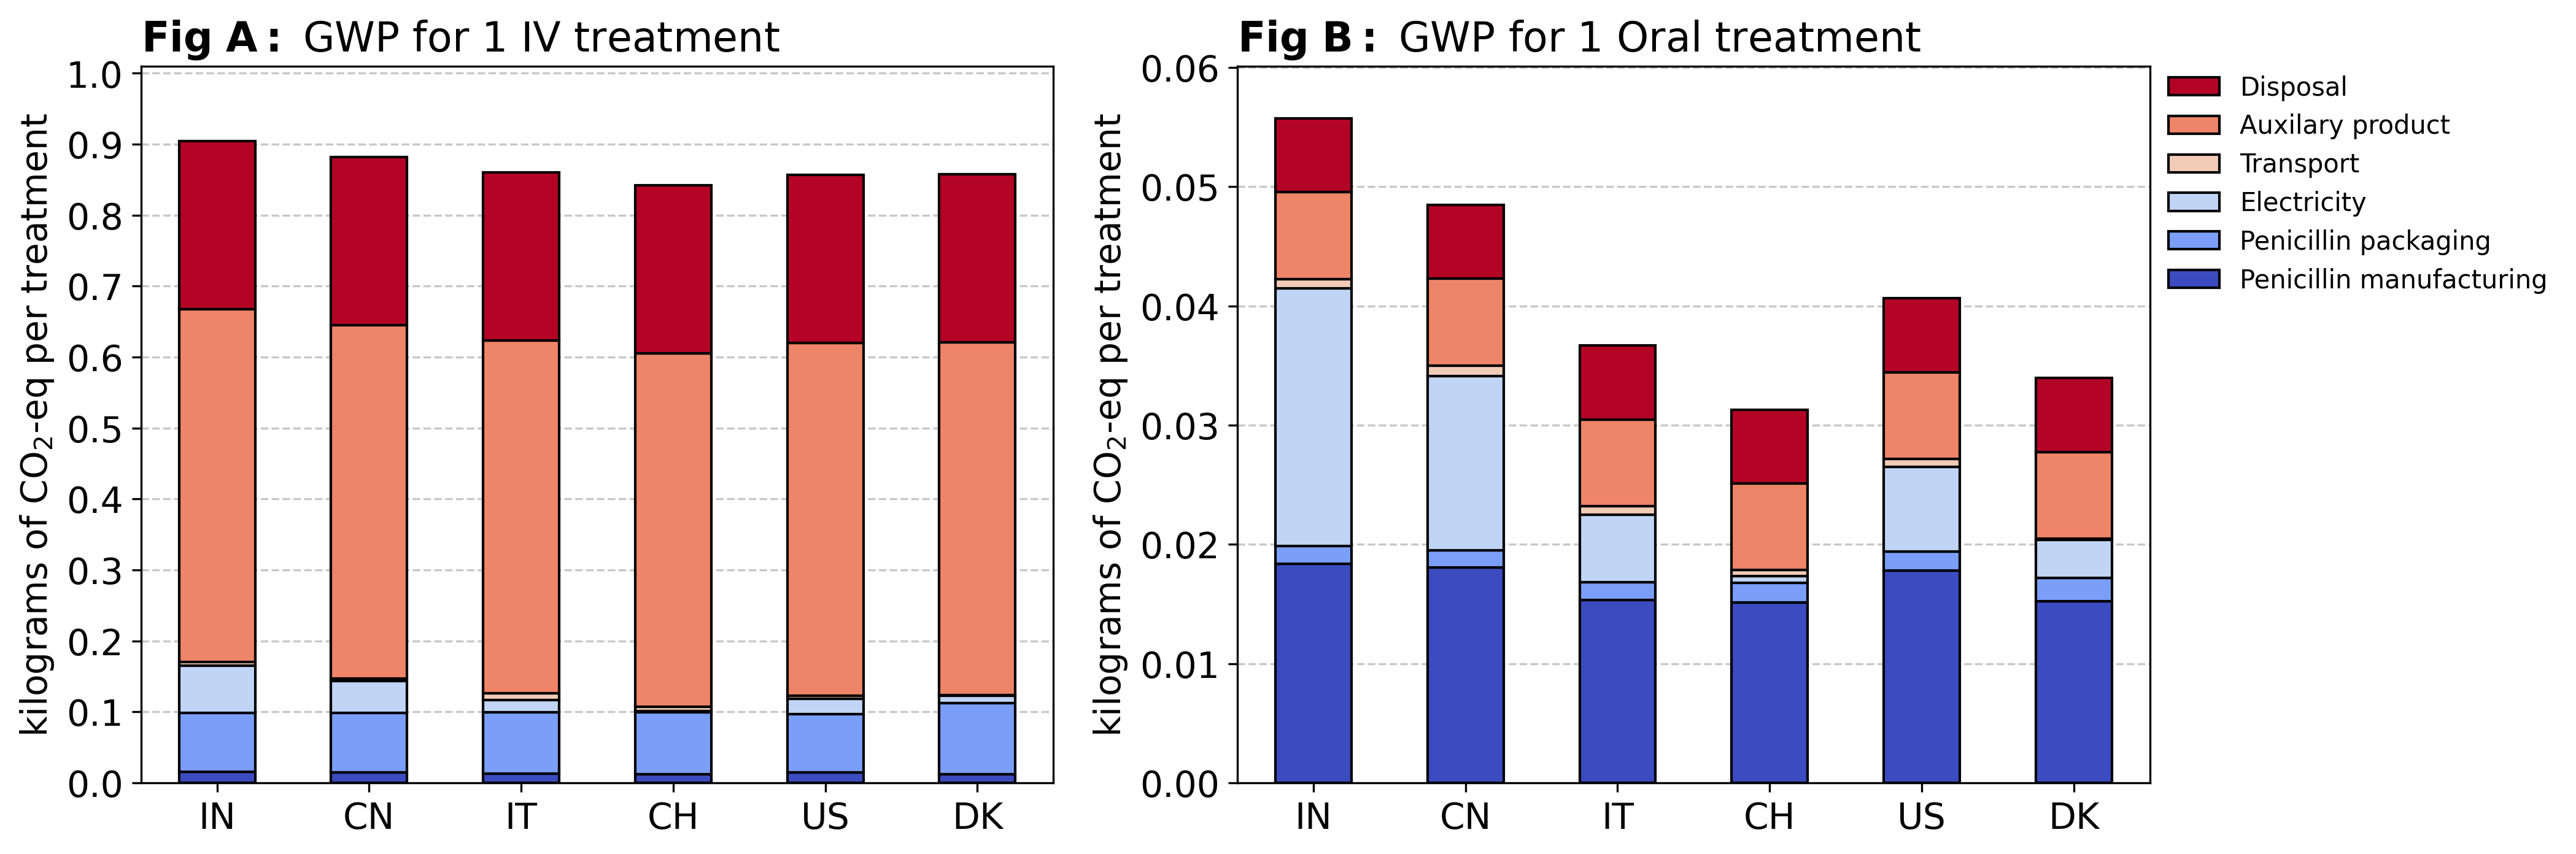 Fig A: GWP for 1 IV treatment
kilograms of CO2-eq per treatment
1.0
0.9
0.8
0.7
0.6
0.5
0.4
0.3
0.2
0.1
0.0
IN CN IT CH US DK
Fig B: GWP for 1 Oral treatment
kilograms of CO2-eq per treatment
0.06
0.05
0.04
0.03
0.02
0.01
0.00
IN CN IT CH US DK
Disposal
Auxilary product
Transport
Electricity
Penicillin packaging
Penicillin manufacturing